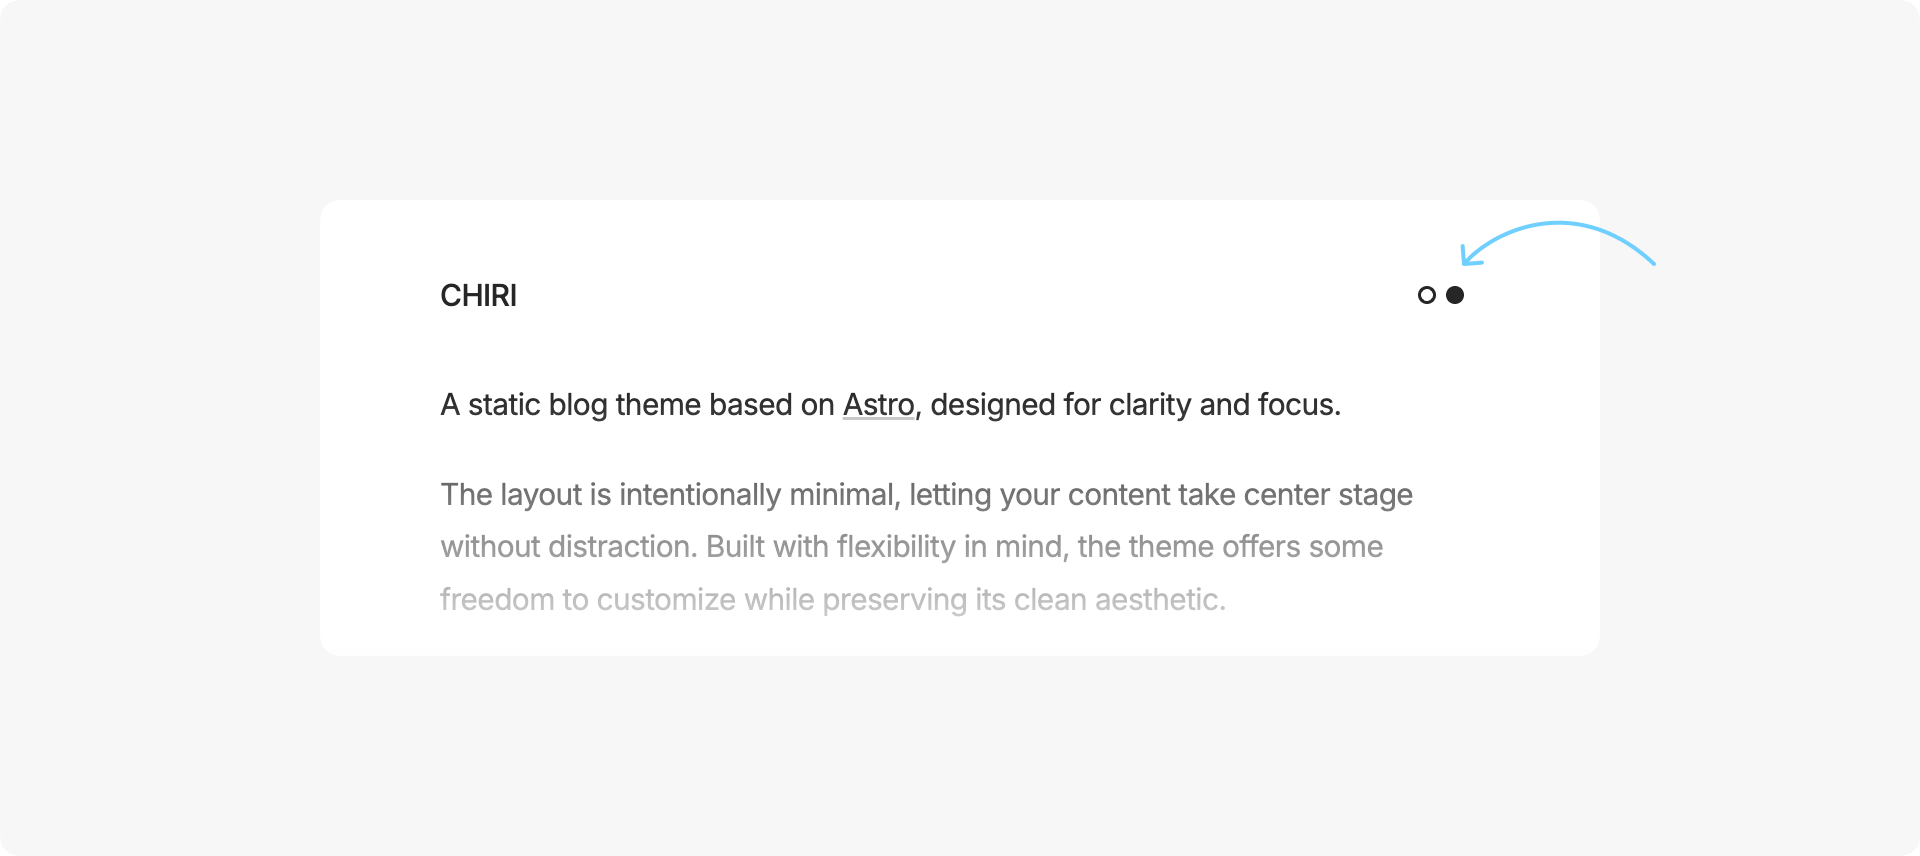 CHIRI
A static blog theme based on Astro, designed for clarity and focus.
The layout is intentionally minimal, letting your content take center stage
without distraction. Built with flexibility in mind, the theme offers some
freedom to customize while preserving its clean aesthetic.